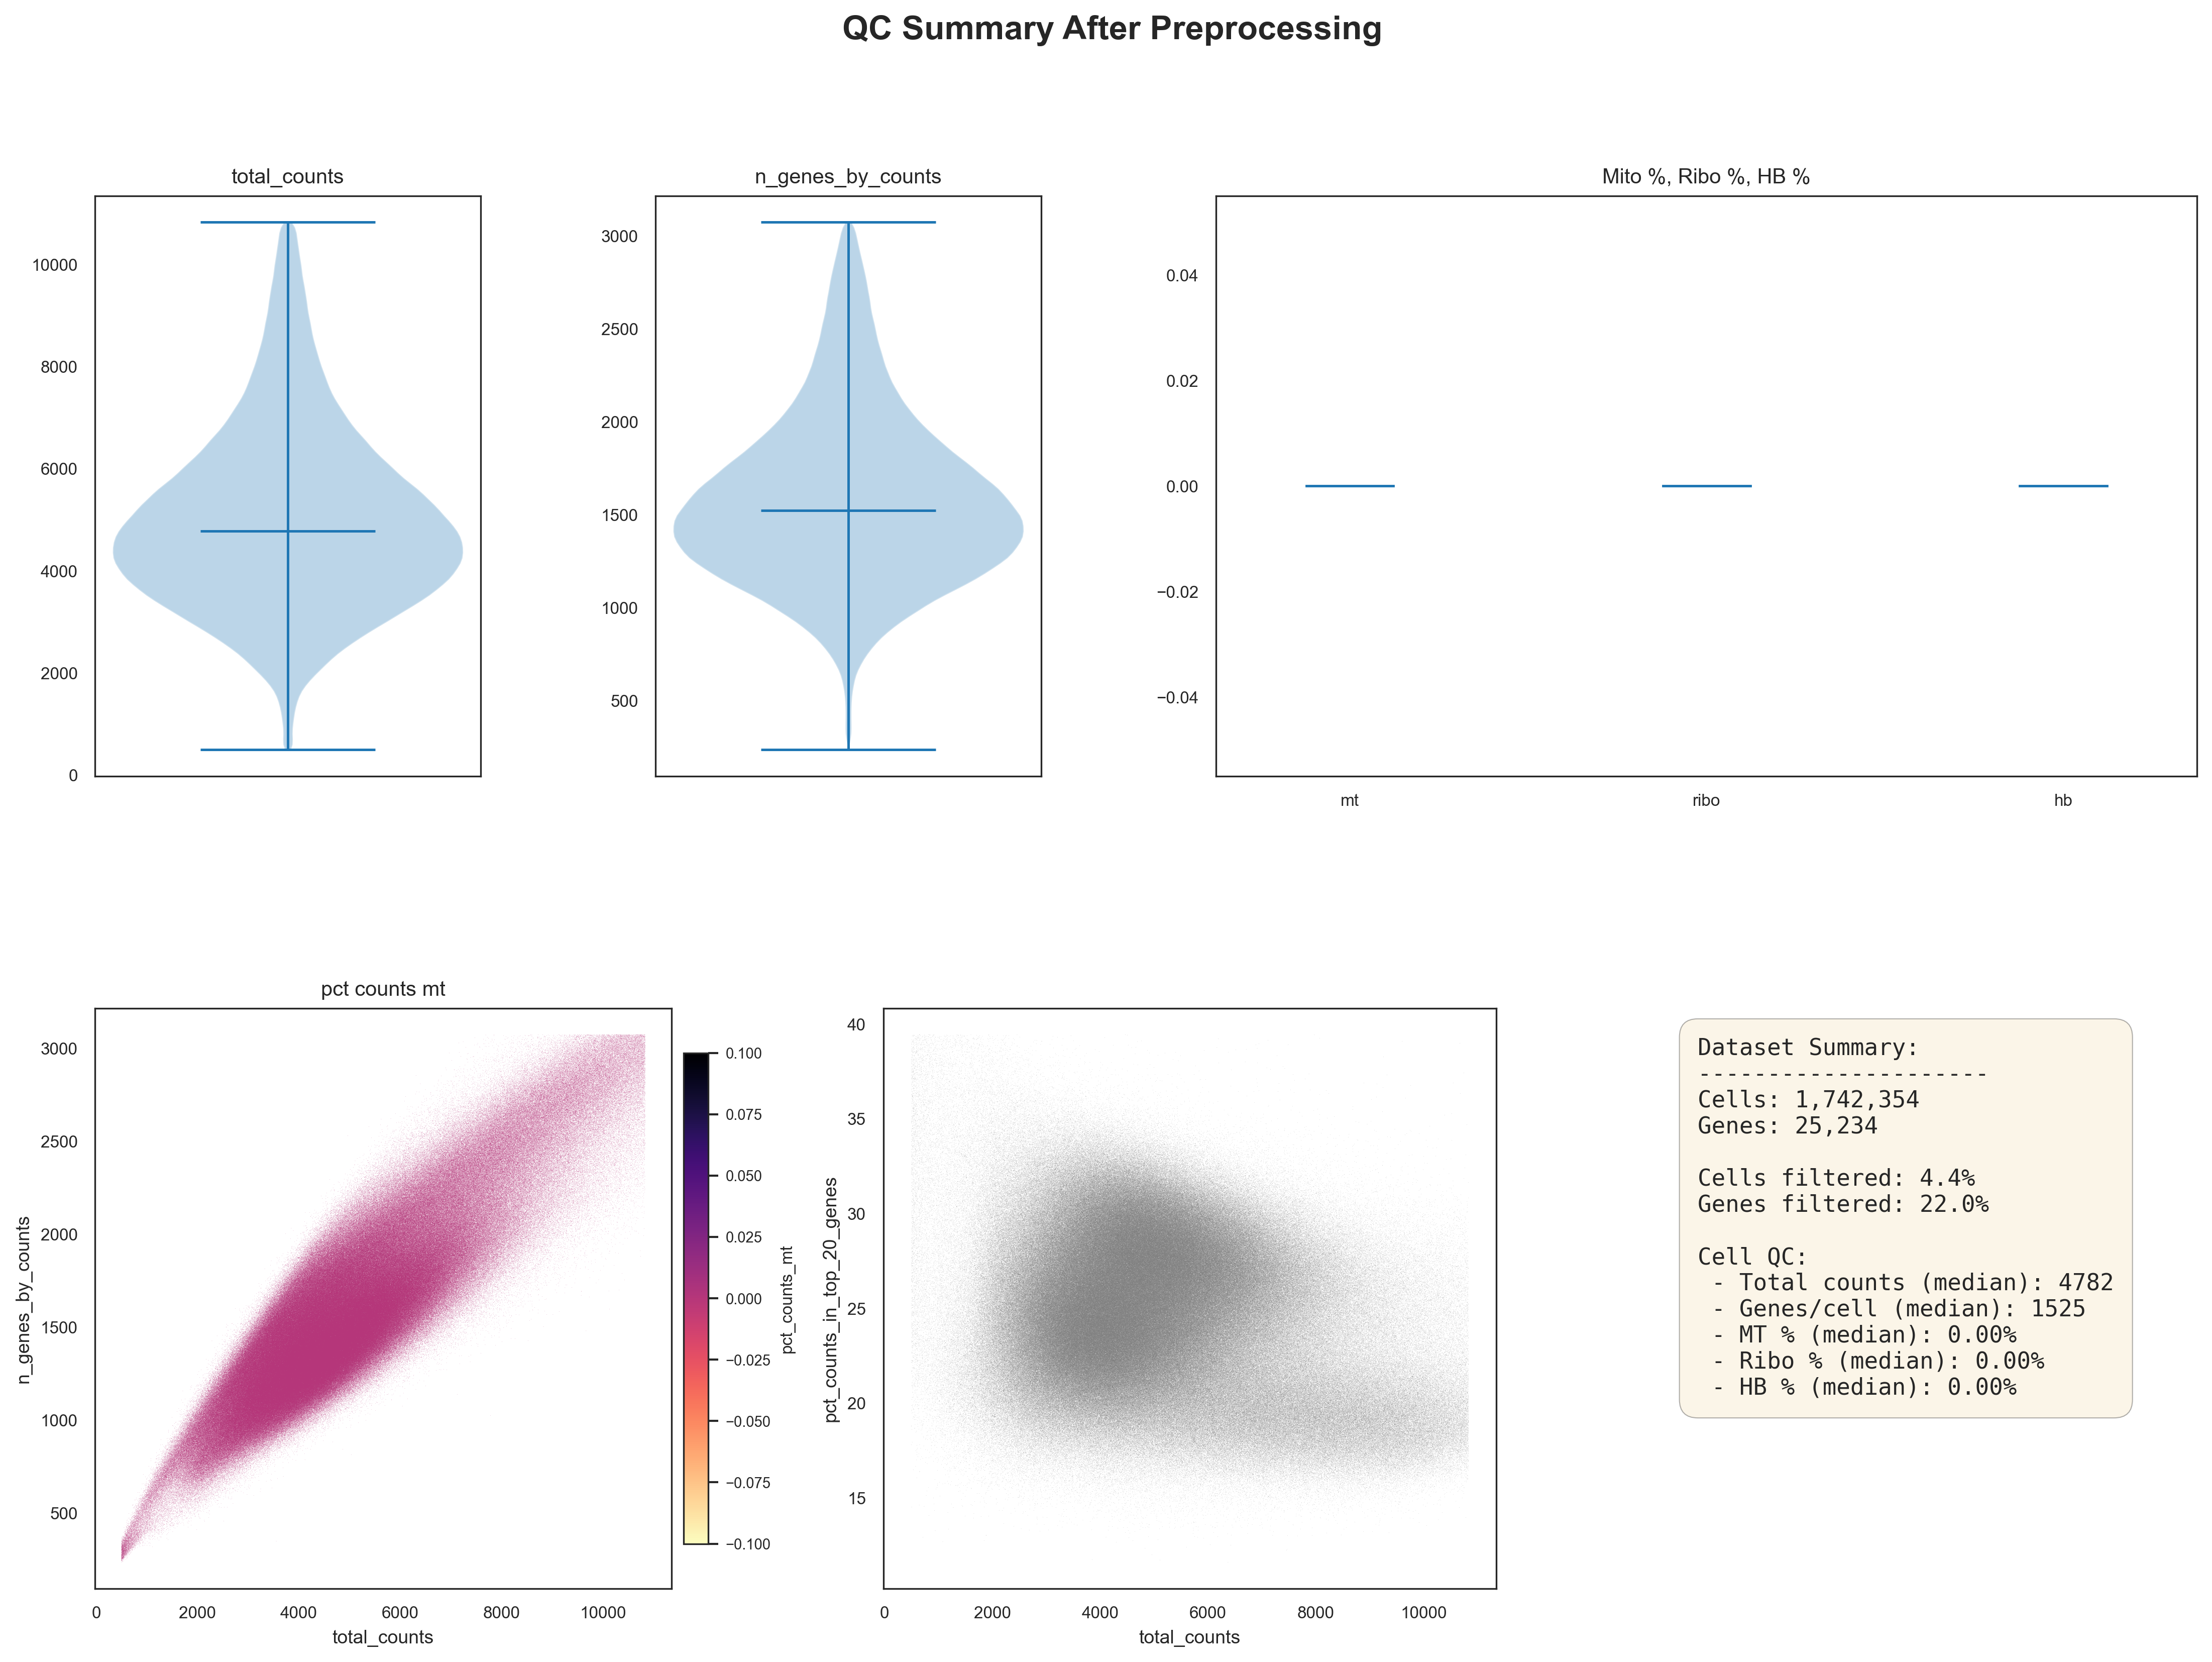 QC Summary After Preprocessing
total_counts
10000
8000
6000
4000
2000
0
n_genes_by_counts
3000
2500
2000
1500
1000
500
Mito %, Ribo %, HB %
0.04
0.02
0.00
−0.02
−0.04
mt ribo hb
pct counts mt
n_genes_by_counts
3000
2500
2000
1500
1000
500
0 2000 4000 6000 8000 10000
total_counts
0.100
0.075
0.050
0.025
0.000
−0.025
−0.050
−0.075
−0.100
pct_counts_mt
pct_counts_in_top_20_genes
40
35
30
25
20
15
0 2000 4000 6000 8000 10000
total_counts
Dataset Summary:
---------------------
Cells: 1,742,354
Genes: 25,234
Cells filtered: 4.4%
Genes filtered: 22.0%
Cell QC:
- Total counts (median): 4782
- Genes/cell (median): 1525
- MT % (median): 0.00%
- Ribo % (median): 0.00%
- HB % (median): 0.00%